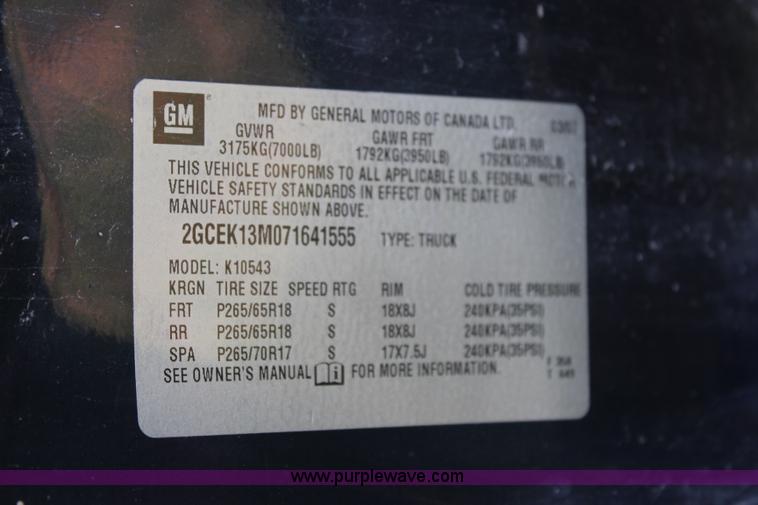 GM
®
MFD BY GENERAL MOTORS OF CANADA LTD. 03/07
GVWR GAWR FRT GAWR RR
3175KG(7000LB) 1792KG(3950LB) 1792KG(3950LB)
THIS VEHICLE CONFORMS TO ALL APPLICABLE U.S. FEDERAL MOTOR
VEHICLE SAFETY STANDARDS IN EFFECT ON THE DATE OF
MANUFACTURE SHOWN ABOVE.
2GCEK13M071641555 TYPE: TRUCK
MODEL: K10543
KRGN TIRE SIZE SPEED RTG RIM COLD TIRE PRESSURE
FRT P265/65R18 S 18X8J 240KPA(35PSI)
RR P265/65R18 S 18X8J 240KPA(35PSI)
SPA P265/70R17 S 17X7.5J 240KPA(35PSI)
SEE OWNER'S MANUAL i FOR MORE INFORMATION.
www.purplewave.com